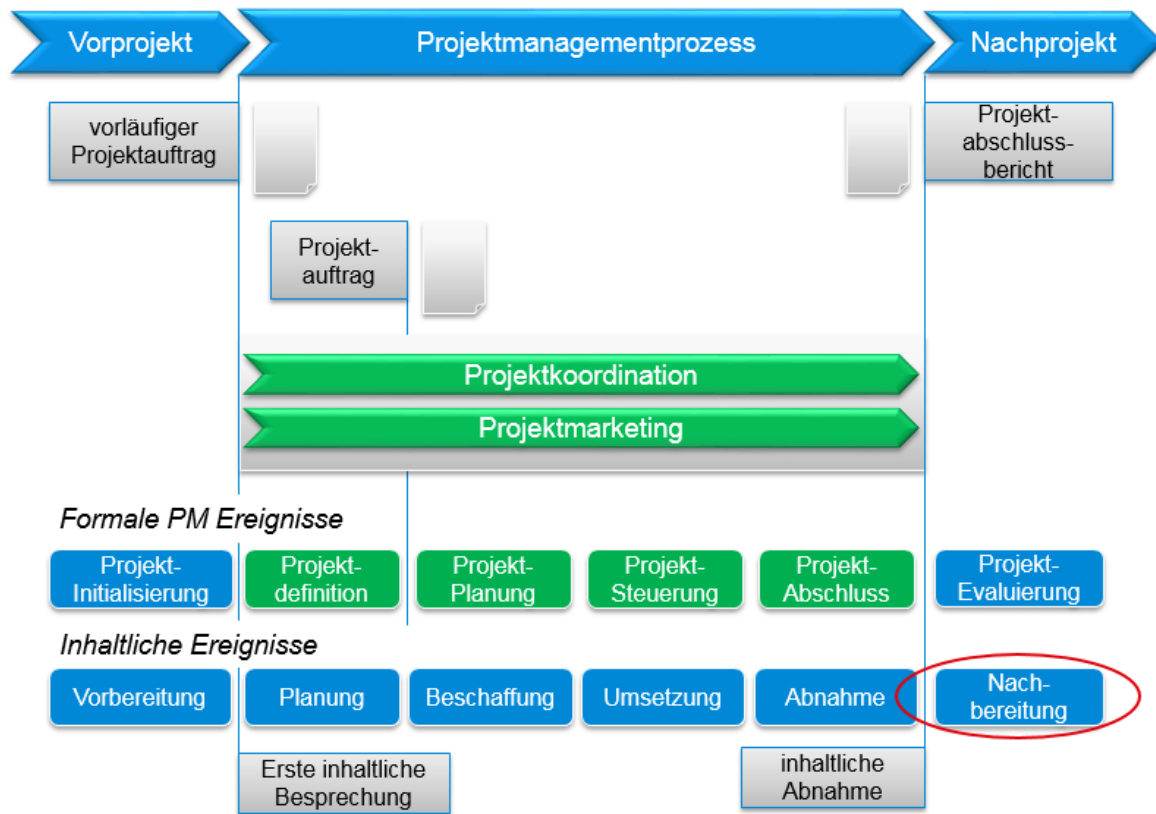 Vorprojekt
Projektmanagementprozess
Nachprojekt
vorläufiger
Projektauftrag
Projekt-
abschluss-
bericht
Projekt-
auftrag
Projektkoordination
Projektmarketing
Formale PM Ereignisse
Projekt-
Initialisierung
Projekt-
definition
Projekt-
Planung
Projekt-
Steuerung
Projekt-
Abschluss
Projekt-
Evaluierung
Inhaltliche Ereignisse
Vorbereitung
Planung
Beschaffung
Umsetzung
Abnahme
Nach-
bereitung
Erste inhaltliche
Besprechung
inhaltliche
Abnahme